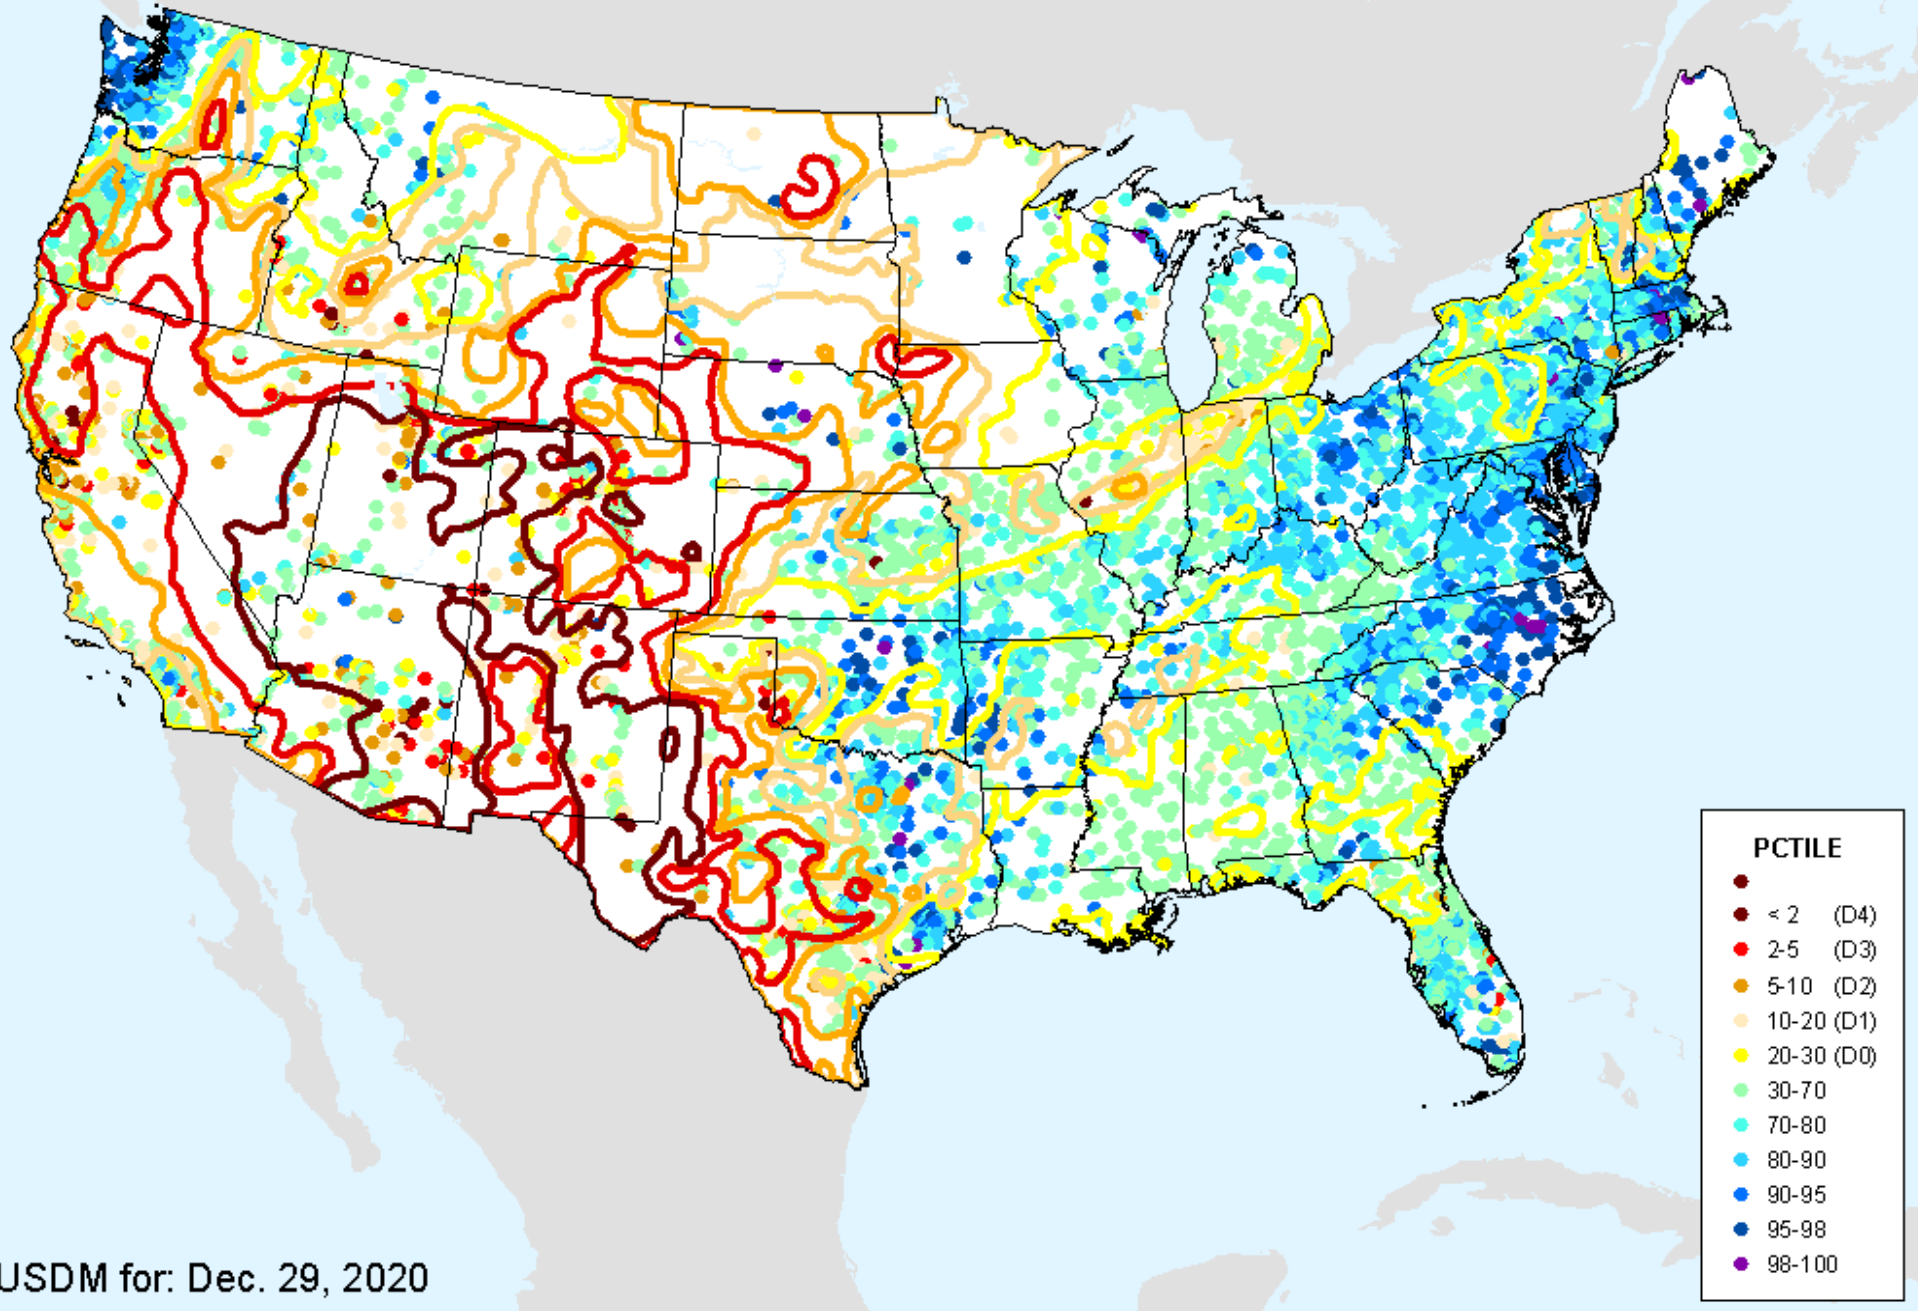 PCTILE
< 2 (D4)
2-5 (D3)
5-10 (D2)
10-20 (D1)
20-30 (D0)
30-70
70-80
80-90
90-95
95-98
98-100
USDM for: Dec. 29, 2020